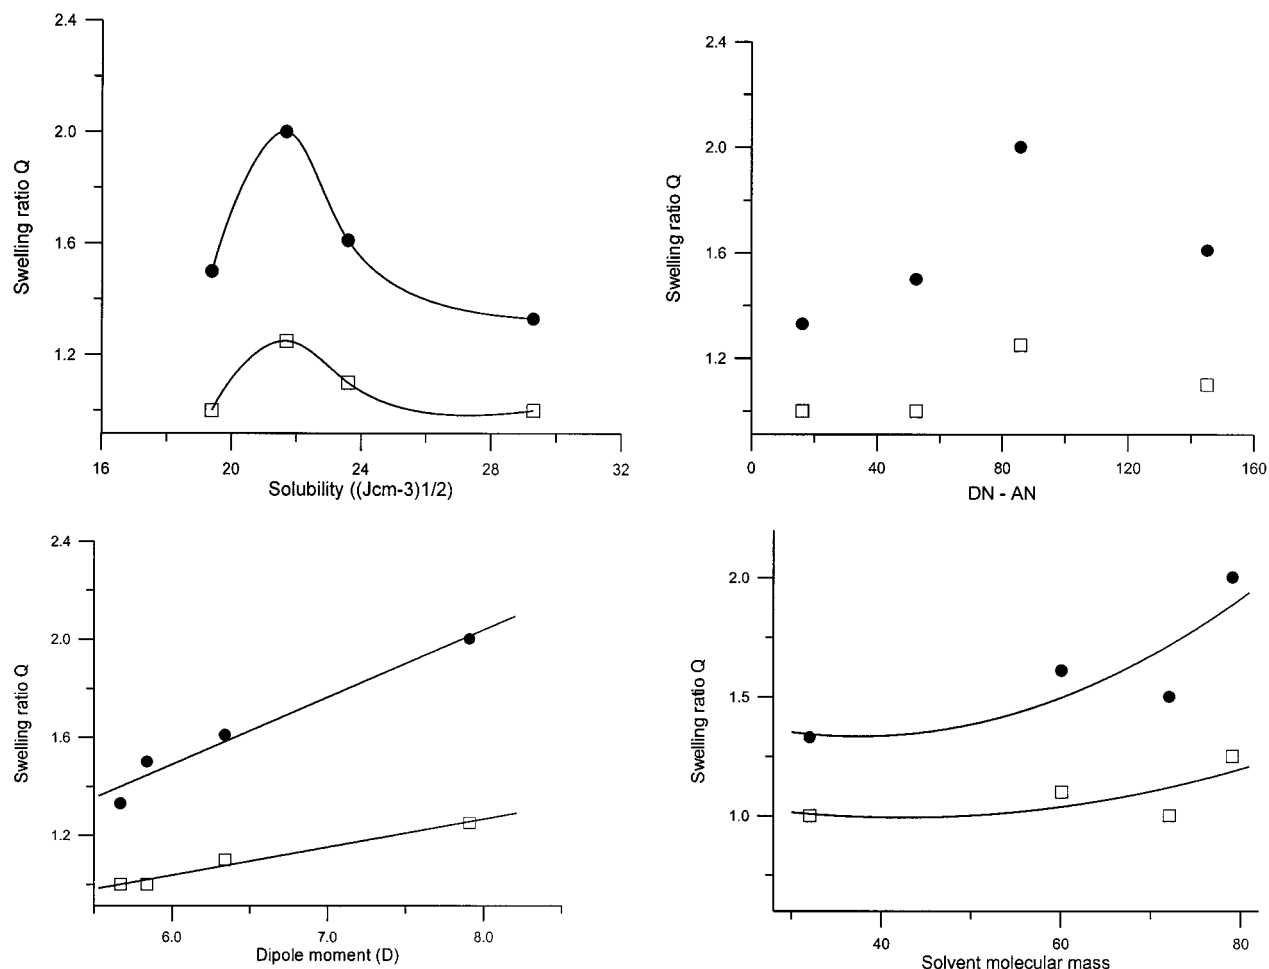 2.4
2.0
1.6
1.2
Swelling ratio Q
16 20 24 28 32
Solubility ((Jcm-3)1/2)
2.4
2.0
1.6
1.2
Swelling ratio Q
0 40 80 120 160
DN - AN
2.4
2.0
1.6
1.2
Swelling ratio Q
6.0 7.0 8.0
Dipole moment (D)
2.0
1.5
1.0
Swelling ratio Q
40 60 80
Solvent molecular mass